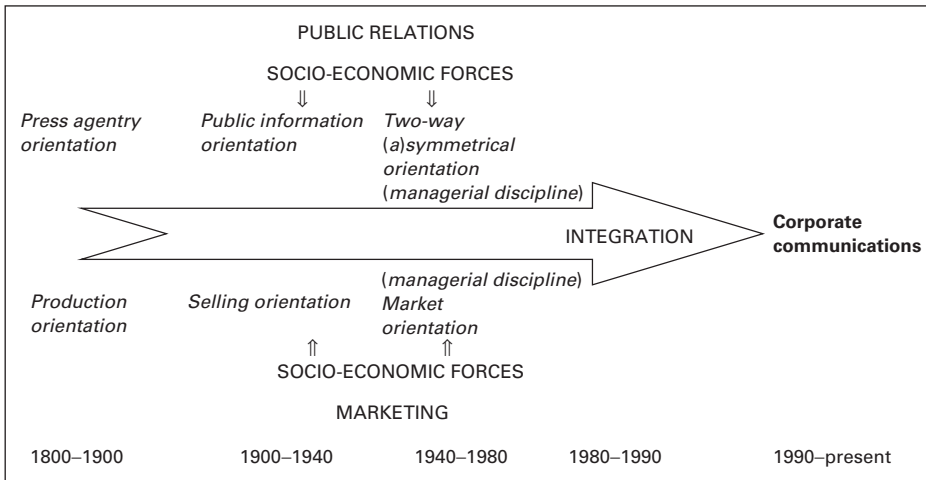 PUBLIC RELATIONS
SOCIO-ECONOMIC FORCES
⇓ ⇓
Press agentry
orientation
Public information
orientation
Two-way
(a)symmetrical
orientation
(managerial discipline)
INTEGRATION
Corporate
communications
Production
orientation
Selling orientation
(managerial discipline)
Market
orientation
⇑ ⇑
SOCIO-ECONOMIC FORCES
MARKETING
1800–1900 1900–1940 1940–1980 1980–1990 1990–present